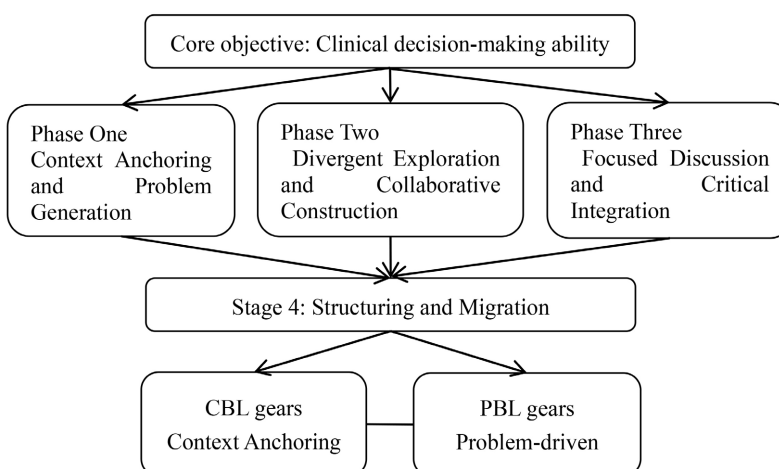 Core objective: Clinical decision-making ability
Phase One
Context Anchoring
and Problem
Generation
Phase Two
Divergent Exploration
and Collaborative
Construction
Phase Three
Focused Discussion
and Critical
Integration
Stage 4: Structuring and Migration
CBL gears
Context Anchoring
PBL gears
Problem-driven